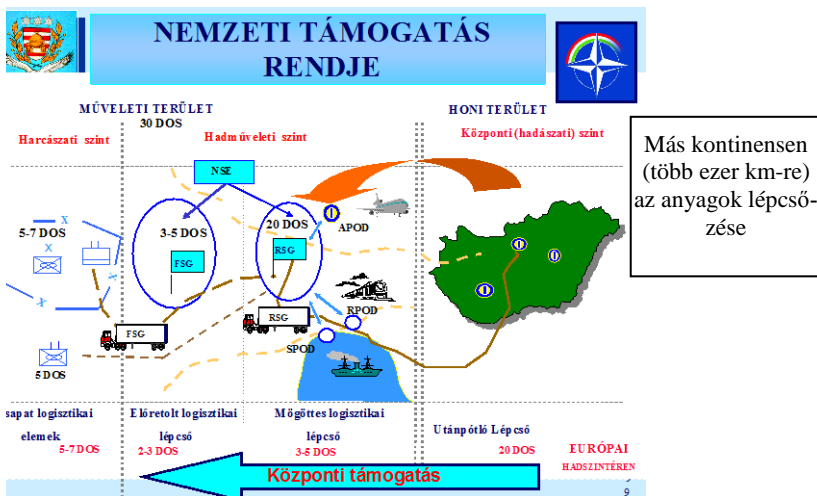 NEMZETI TÁMOGATÁS
RENDJE
MŰVELETI TERÜLET
HONI TERÜLET
30 DOS
Harcászati szint
Hadműveleti szint
Központi (hadászati) szint
Más kontinensen
(több ezer km-re)
az anyagok lépcső-
zése
NSE
X
5-7 DOS
X
X
3-5 DOS
20 DOS
APOD
FSG
RSG
FSG
RSG
RPOD
SPOD
5 DOS
sapat logisztikai
elemek
5-7 DOS
Előretolt logisztikai
lépcső
2-3 DOS
Mögöttes logisztikai
lépcső
3-5 DOS
Utánpótló Lépcső
20 DOS
EURÓPAI
HADSZINTÉREN
Központi támogatás
9